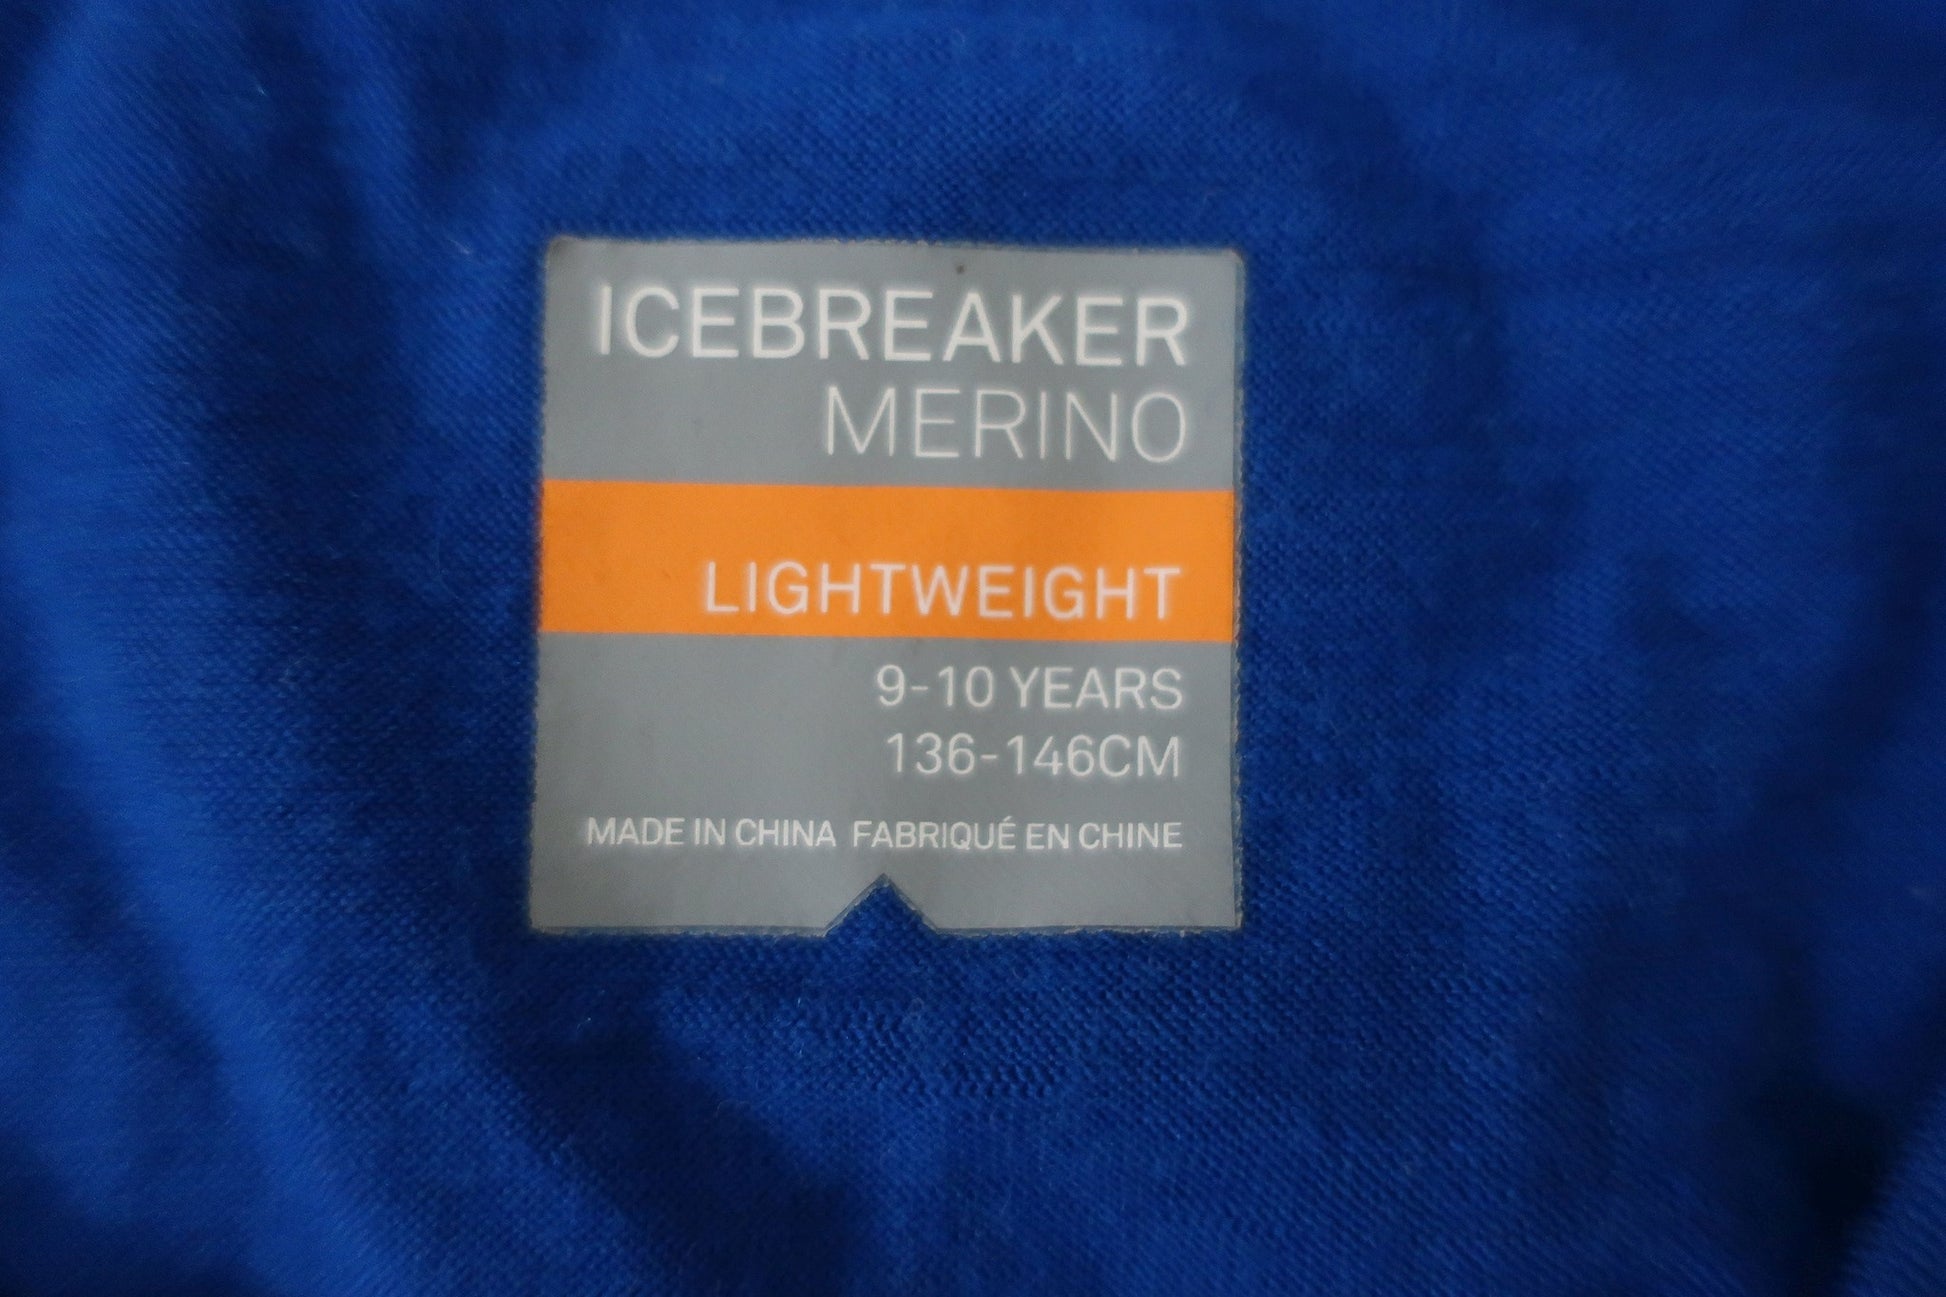 ICEBREAKER
MERINO
LIGHTWEIGHT
9-10 YEARS
136-146CM
MADE IN CHINA FABRIQUÉ EN CHINE